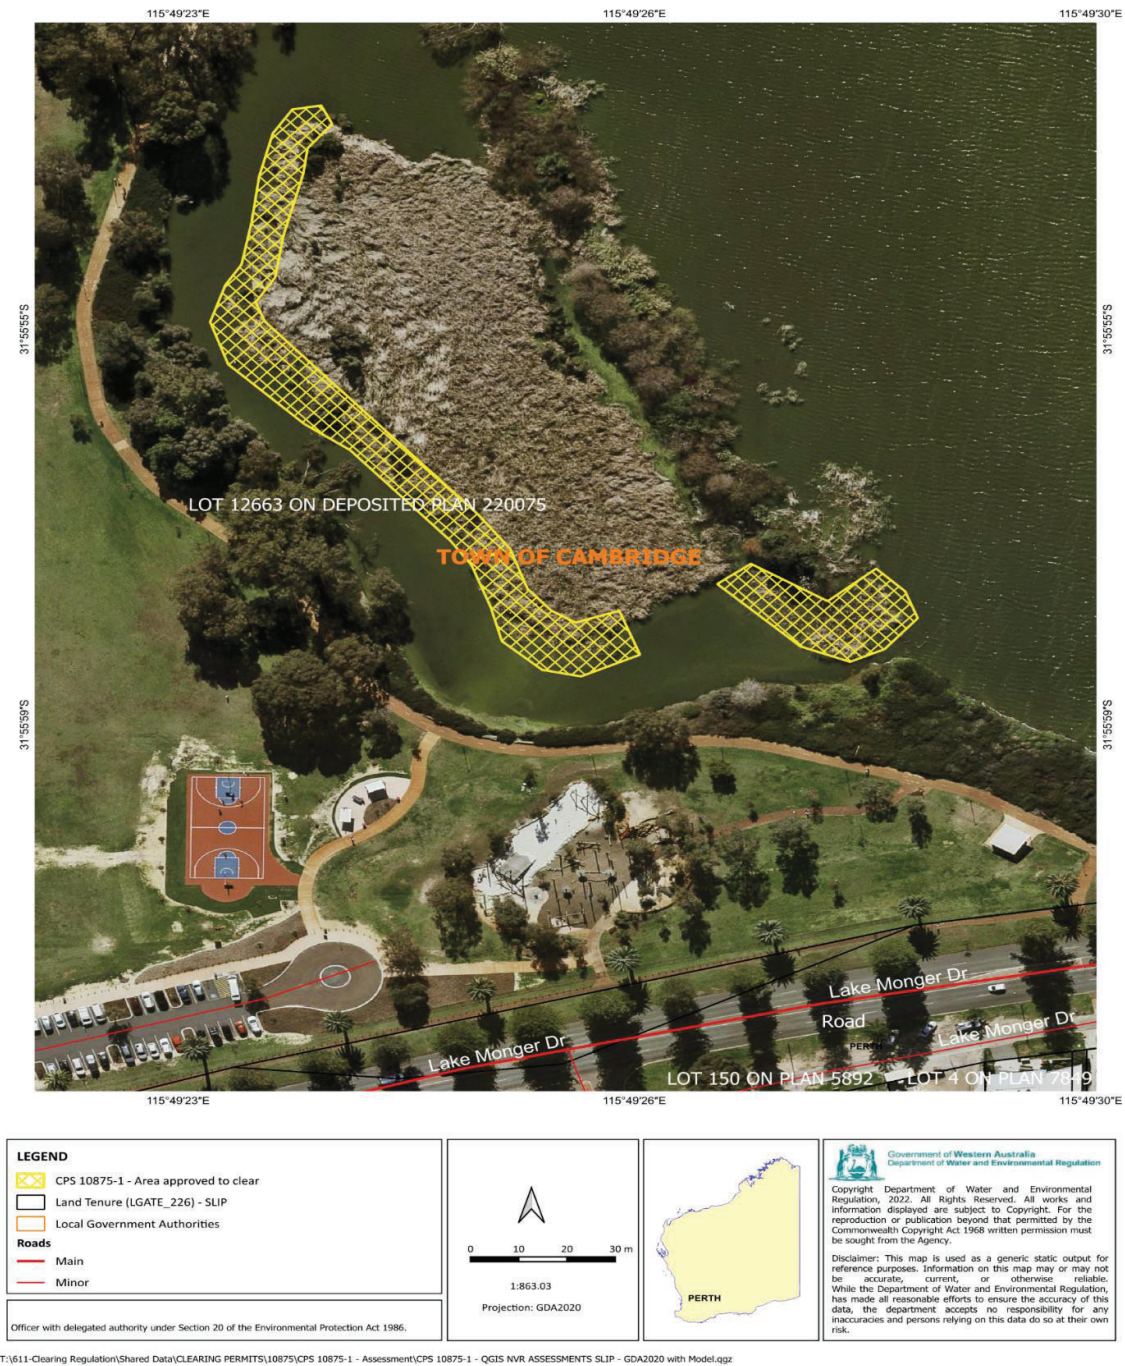 115°49'23"E 115°49'26"E 115°49'30"E
31°55'55"S 31°55'55"S
LOT 12663 ON DEPOSITED PLAN 220075
TOWN OF CAMBRIDGE
31°55'59"S 31°55'59"S
Lake Monger Dr
Road
Lake Monger Dr
PERTH
Lake Monger Dr
LOT 150 ON PLAN 5892 LOT 4 ON PLAN 7849
115°49'23"E 115°49'26"E 115°49'30"E
LEGEND
CPS 10875-1 - Area approved to clear
Land Tenure (LGATE_226) - SLIP
Local Government Authorities
Roads
Main
Minor
Officer with delegated authority under Section 20 of the Environmental Protection Act 1986.
0 10 20 30 m
1:863.03
Projection: GDA2020
PERTH
Government of Western Australia
Department of Water and Environmental Regulation
Copyright Department of Water and Environmental
Regulation, 2022. All Rights Reserved. All works and
information displayed are subject to Copyright. For the
reproduction or publication beyond that permitted by the
Commonwealth Copyright Act 1968 written permission must
be sought from the Agency.
Disclaimer: This map is used as a generic static output for
reference purposes. Information on this map may or may not
be accurate, current, or otherwise reliable.
While the Department of Water and Environmental Regulation,
has made all reasonable efforts to ensure the accuracy of this
data, the department accepts no responsibility for any
inaccuracies and persons relying on this data do so at their own
risk.
T:\611-Clearing Regulation\Shared Data\CLEARING PERMITS\10875\CPS 10875-1 - Assessment\CPS 10875-1 - QGIS NVR ASSESSMENTS SLIP - GDA2020 with Model.qgz